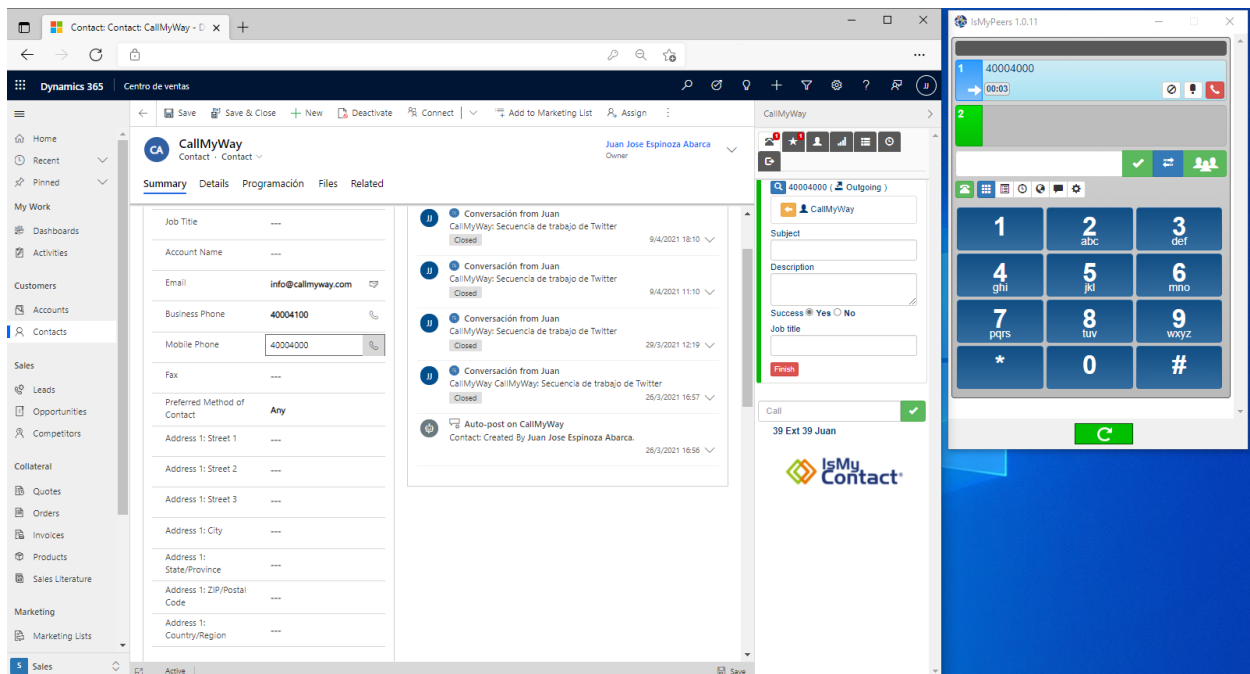 Contact: Contact: CallMyWay - D
IsMyPeers 1.0.11
Dynamics 365
Centro de ventas
JJ
Save
Save & Close
New
Deactivate
Connect
Add to Marketing List
Assign
CallMyWay
Home
Recent
Pinned
My Work
Dashboards
Activities
Customers
Accounts
Contacts
Sales
Leads
Opportunities
Competitors
Collateral
Quotes
Orders
Invoices
Products
Sales Literature
Marketing
Marketing Lists
S Sales
CA
CallMyWay
Contact · Contact
Juan Jose Espinoza Abarca
Owner
Summary Details Programación Files Related
Job Title ---
Account Name ---
Email info@callmyway.com
Business Phone 40004100
Mobile Phone 40004000
Fax ---
Preferred Method of
Contact Any
Address 1: Street 1 ---
Address 1: Street 2 ---
Address 1: Street 3 ---
Address 1: City ---
Address 1:
State/Province ---
Address 1: ZIP/Postal
Code ---
Address 1:
Country/Region ---
Active
Save
JJ Conversación from Juan
CallMyWay: Secuencia de trabajo de Twitter
Closed 9/4/2021 18:10
JJ Conversación from Juan
CallMyWay: Secuencia de trabajo de Twitter
Closed 9/4/2021 11:10
JJ Conversación from Juan
CallMyWay: Secuencia de trabajo de Twitter
Closed 29/3/2021 12:19
JJ Conversación from Juan
CallMyWay CallMyWay: Secuencia de trabajo de Twitter
Closed 26/3/2021 16:57
Auto-post on CallMyWay
Contact: Created By Juan Jose Espinoza Abarca.
26/3/2021 16:56
1
1
40004000 ( Outgoing )
CallMyWay
Subject
Description
Success Yes No
Job title
Finish
Call
39 Ext 39 Juan
IsMy
Contact
1 40004000
00:03
2
1
2 abc
3 def
4 ghi
5 jkl
6 mno
7 pqrs
8 tuv
9 wxyz
*
0
#